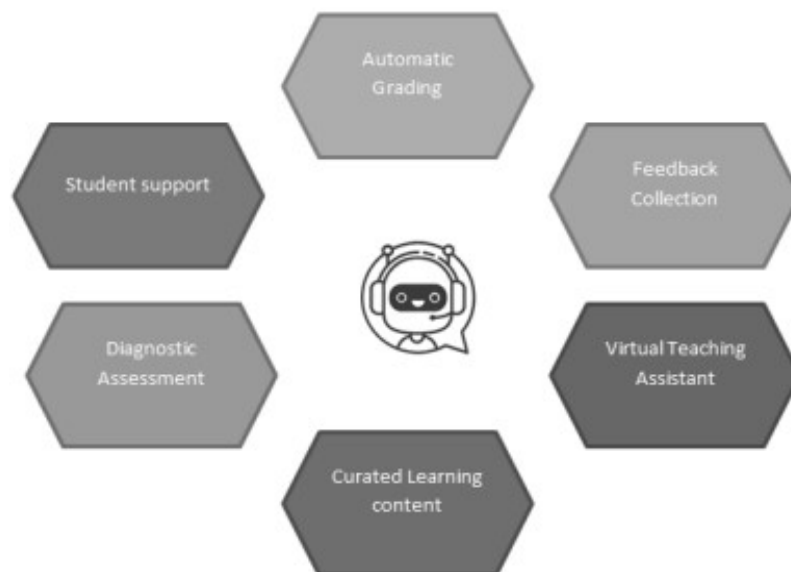 Automatic
Grading
Student support
Feedback
Collection
Diagnostic
Assessment
Virtual Teaching
Assistant
Curated Learning
content